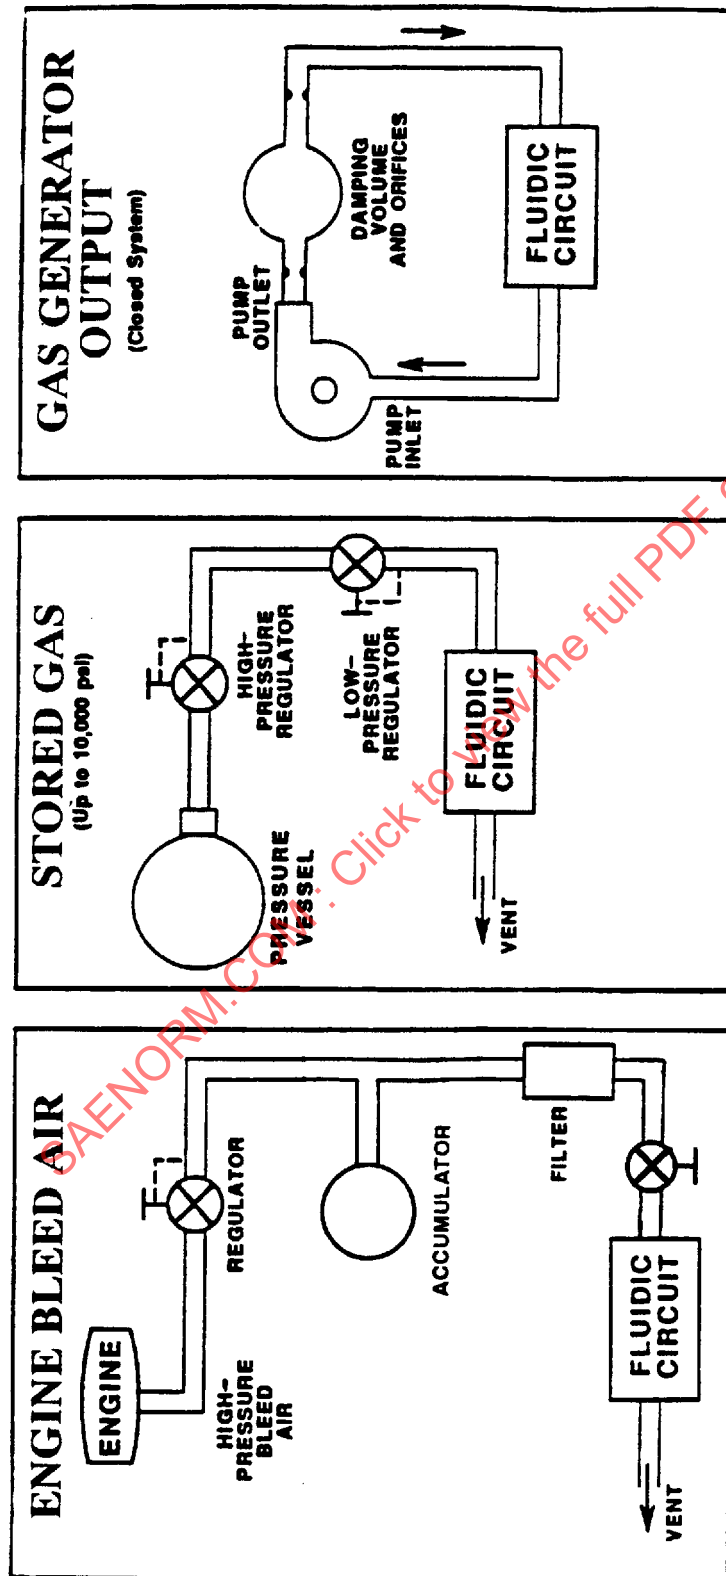 ENGINE BLEED AIR
ENGINE
HIGH-
PRESSURE
BLEED
AIR
REGULATOR
ACCUMULATOR
FILTER
FLUIDIC
CIRCUIT
VENT
STORED GAS
(Up to 10,000 psi)
PRESSURE
VESSEL
HIGH-
PRESSURE
REGULATOR
LOW-
PRESSURE
REGULATOR
FLUIDIC
CIRCUIT
VENT
GAS GENERATOR
OUTPUT
(Closed System)
PUMP
OUTLET
PUMP
INLET
DAMPING
VOLUME
AND ORIFICES
FLUIDIC
CIRCUIT
SAENORM.COM : Click to view the full PDF